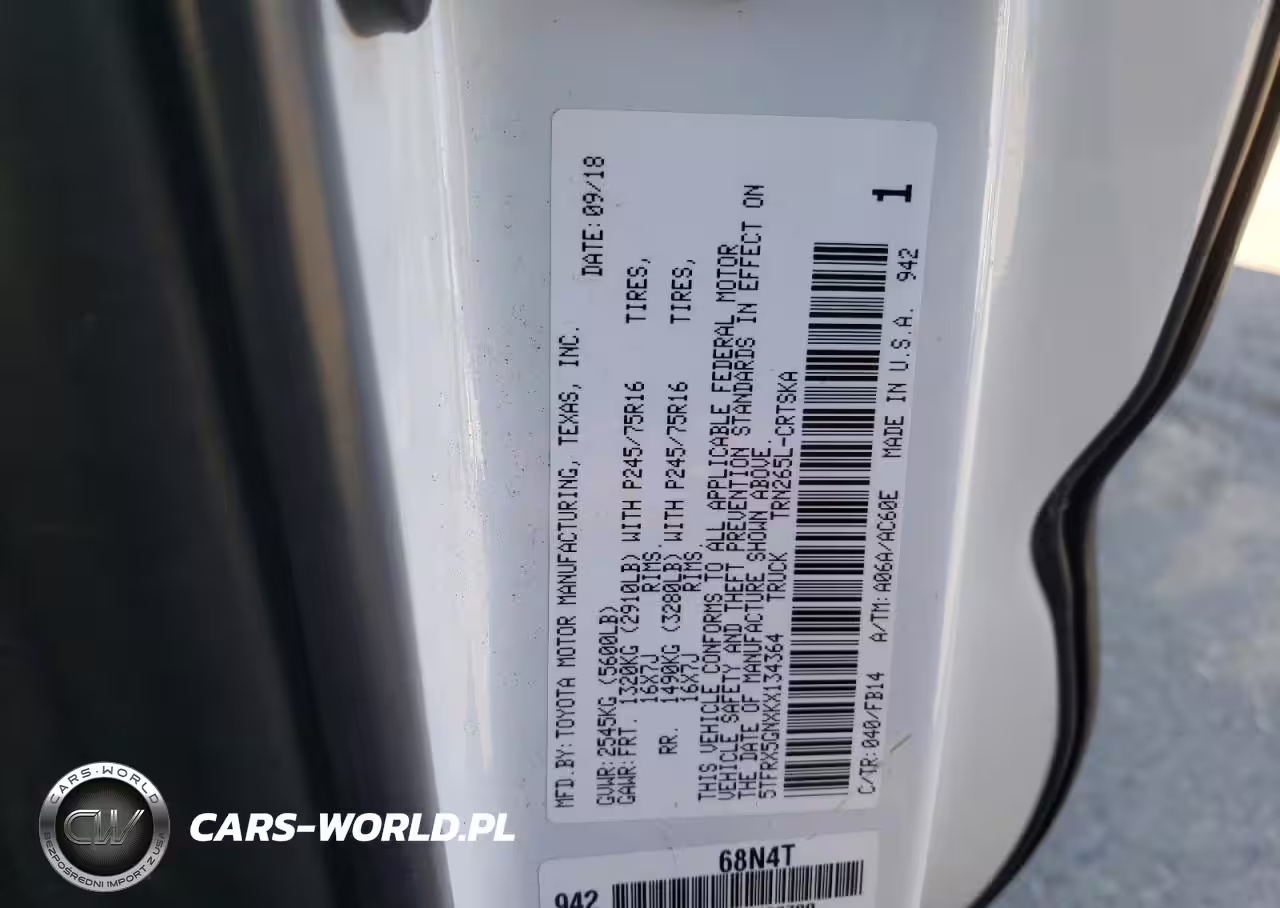 MFD.BY:TOYOTA MOTOR MANUFACTURING, TEXAS, INC.
DATE:09/18
GVWR:2545KG (5600LB)
GAWR:FRT. 1320KG (2910LB) WITH P245/75R16 TIRES,
16X7J RIMS.
RR. 1490KG (3280LB) WITH P245/75R16 TIRES,
16X7J RIMS
THIS VEHICLE CONFORMS TO ALL APPLICABLE FEDERAL MOTOR
VEHICLE SAFETY AND THEFT PREVENTION STANDARDS IN EFFECT ON
THE DATE OF MANUFACTURE SHOWN ABOVE.
5TFRX5GNXKX134364 TRUCK TRN265L-CRTSKA
C/TR:040/FB14 A/TM:A06A/AC60E MADE IN U.S.A. 942
1
68N4T
942
CARS-WORLD
CW
BEZPOŚREDNI IMPORT Z USA
CARS-WORLD.PL